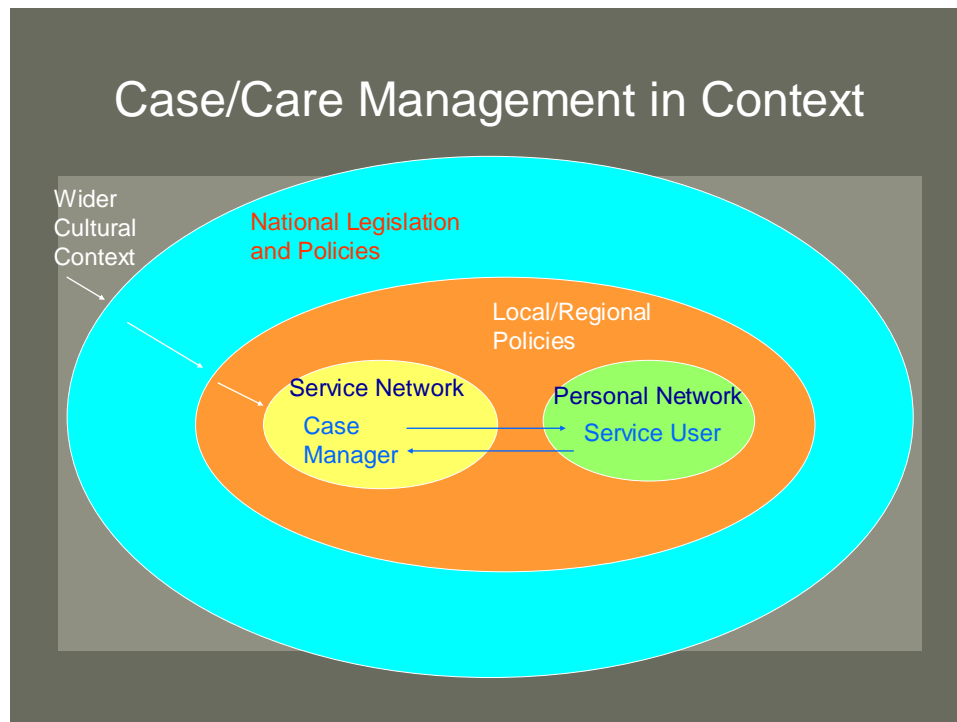 Case/Care Management in Context
Wider
Cultural
Context
National Legislation
and Policies
Local/Regional
Policies
Service Network
Case
Manager
Personal Network
Service User